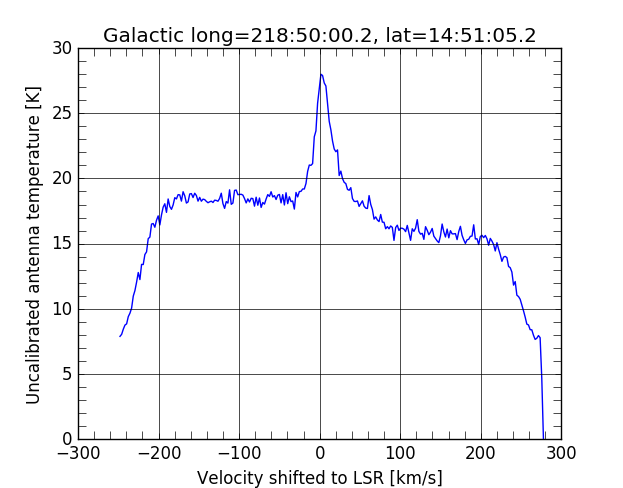 Galactic long=218:50:00.2, lat=14:51:05.2
30
25
20
15
10
5
0
−300 −200 −100 0 100 200 300
Uncalibrated antenna temperature [K]
Velocity shifted to LSR [km/s]